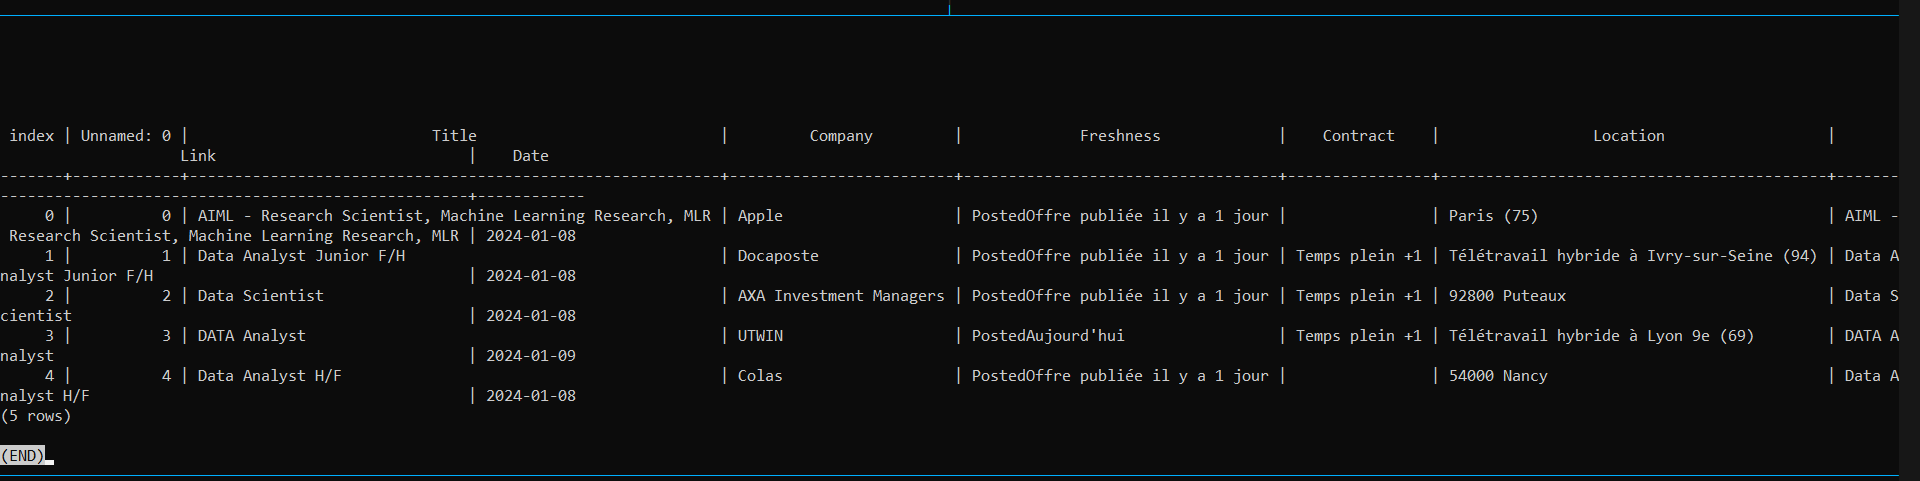 index | Unnamed: 0 | Title | Company | Freshness | Contract | Location |
Link | Date
-------+------------+-----------------------------------------------------------+-------------------------+-----------------------------------+----------------+-------------------------------------------+-------
----------------------------------------------------+------------
0 | 0 | AIML - Research Scientist, Machine Learning Research, MLR | Apple | PostedOffre publiée il y a 1 jour | | Paris (75) | AIML -
Research Scientist, Machine Learning Research, MLR | 2024-01-08
1 | 1 | Data Analyst Junior F/H | Docaposte | PostedOffre publiée il y a 1 jour | Temps plein +1 | Télétravail hybride à Ivry-sur-Seine (94) | Data A
nalyst Junior F/H | 2024-01-08
2 | 2 | Data Scientist | AXA Investment Managers | PostedOffre publiée il y a 1 jour | Temps plein +1 | 92800 Puteaux | Data S
cientist | 2024-01-08
3 | 3 | DATA Analyst | UTWIN | PostedAujourd'hui | Temps plein +1 | Télétravail hybride à Lyon 9e (69) | DATA A
nalyst | 2024-01-09
4 | 4 | Data Analyst H/F | Colas | PostedOffre publiée il y a 1 jour | | 54000 Nancy | Data A
nalyst H/F | 2024-01-08
(5 rows)
(END)